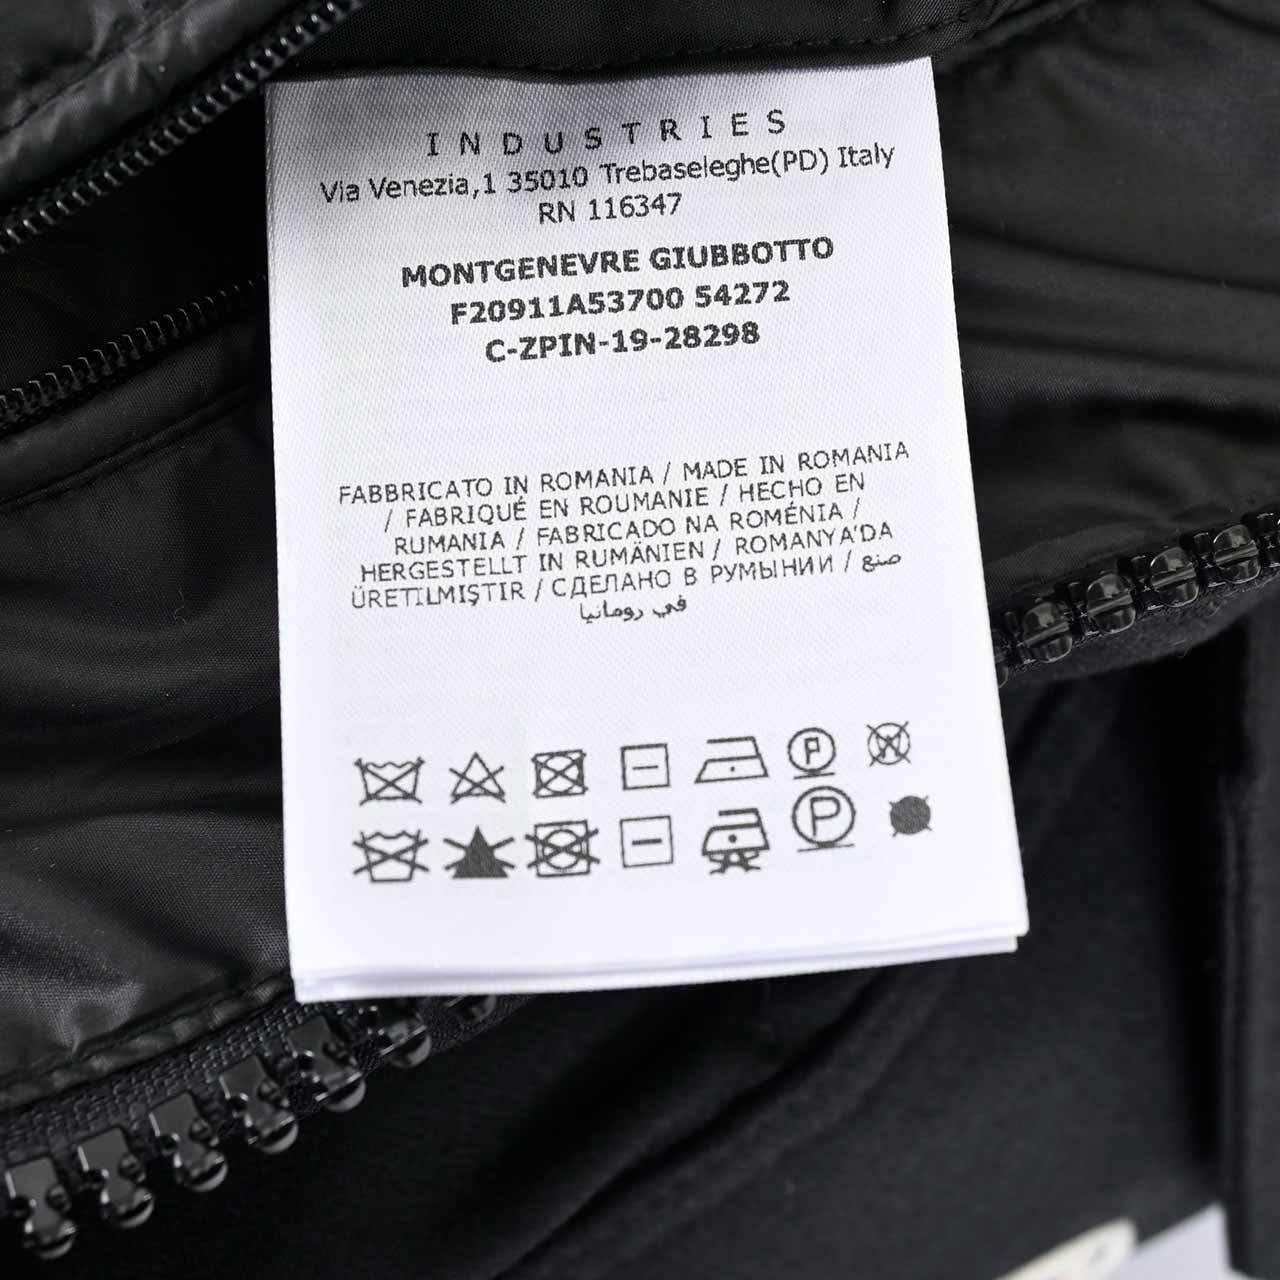 INDUSTRIES
Via Venezia,1 35010 Trebaseleghe(PD) Italy
RN 116347
MONTGENEVRE GIUBBOTTO
F20911A53700 54272
C-ZPIN-19-28298
FABBRICATO IN ROMANIA / MADE IN ROMANIA
/ FABRIQUÉ EN ROUMANIE / HECHO EN
RUMANIA / FABRICADO NA ROMÉNIA /
HERGESTELLT IN RUMÄNIEN / ROMANYA'DA
ÜRETILMIŞTIR / СДЕЛАНО В РУМЫНИИ / صنع
في رومانيا
P
W
P